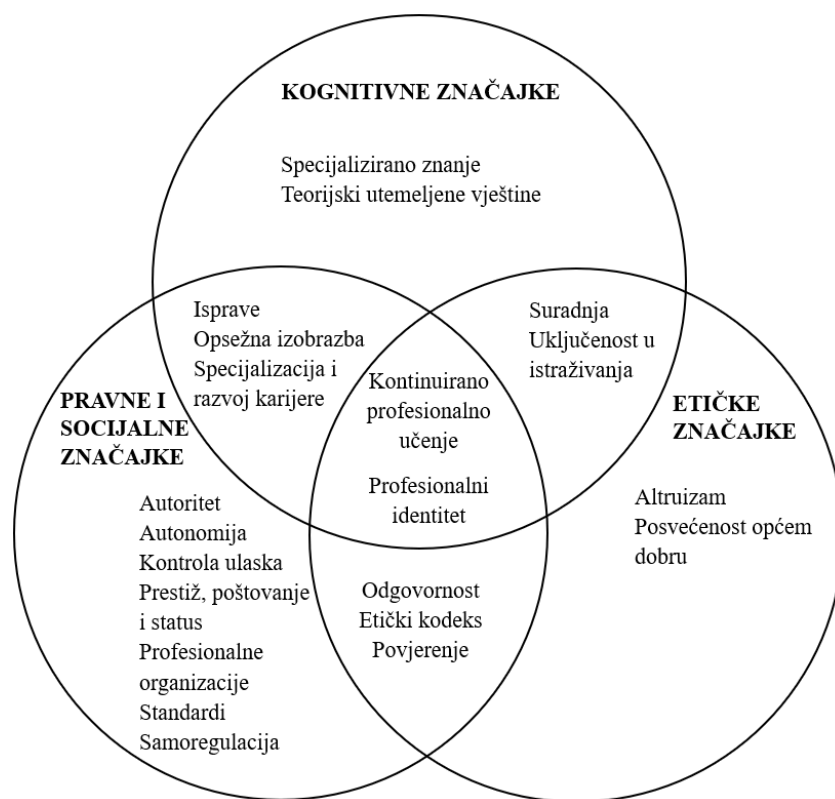 KOGNITIVNE ZNAČAJKE
Specijalizirano znanje
Teorijski utemeljene vještine
Isprave
Opsežna izobrazba
Specijalizacija i
razvoj karijere
Suradnja
Uključenost u
istraživanja
Kontinuirano
profesionalno
učenje
Profesionalni
identitet
PRAVNE I
SOCIJALNE
ZNAČAJKE
Autoritet
Autonomija
Kontrola ulaska
Prestiž, poštovanje
i status
Profesionalne
organizacije
Standardi
Samoregulacija
ETIČKE
ZNAČAJKE
Altruizam
Posvećenost općem
dobru
Odgovornost
Etički kodeks
Povjerenje